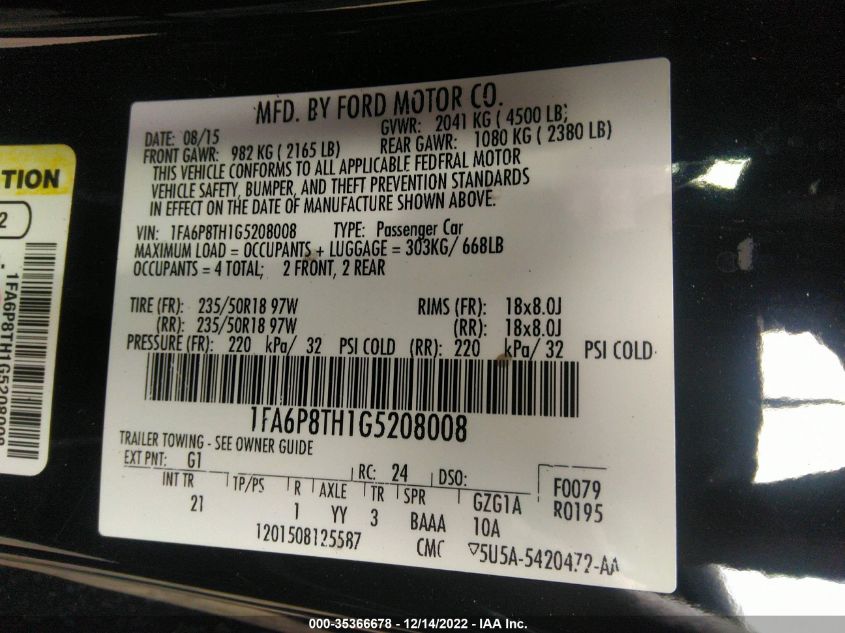 MFD. BY FORD MOTOR CO.
DATE: 08/15 GVWR: 2041 KG ( 4500 LB)
FRONT GAWR: 982 KG ( 2165 LB) REAR GAWR: 1080 KG ( 2380 LB)
THIS VEHICLE CONFORMS TO ALL APPLICABLE FEDERAL MOTOR
VEHICLE SAFETY, BUMPER, AND THEFT PREVENTION STANDARDS
IN EFFECT ON THE DATE OF MANUFACTURE SHOWN ABOVE.
VIN: 1FA6P8TH1G5208008 TYPE: Passenger Car
MAXIMUM LOAD = OCCUPANTS + LUGGAGE = 303KG/ 668LB
OCCUPANTS = 4 TOTAL; 2 FRONT, 2 REAR
TIRE (FR): 235/50R18 97W RIMS (FR): 18x8.0J
(RR): 235/50R18 97W (RR): 18x8.0J
PRESSURE (FR): 220 kPa/ 32 PSI COLD (RR): 220 kPa/ 32 PSI COLD
1FA6P8TH1G5208008
TRAILER TOWING - SEE OWNER GUIDE
EXT PNT: G1 RC: 24 DSO: F0079
INT TR TP/PS R AXLE TR SPR GZG1A R0195
21 1 YY 3 BAAA 10A
1201508125587 CMC 5U5A-5420472-AA
TION
2
1FA6P8TH1G5208008
000-35366678 - 12/14/2022 - IAA Inc.